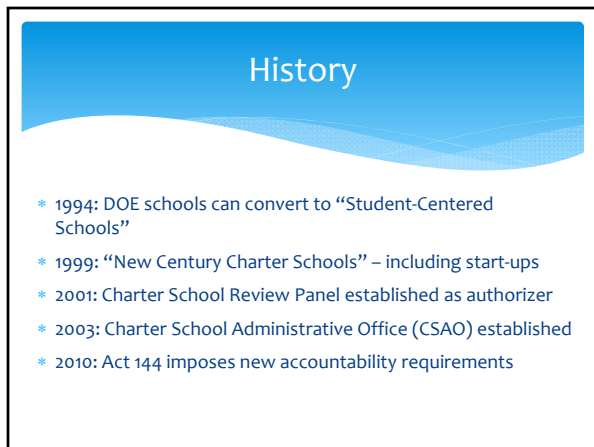 History
* 1994: DOE schools can convert to “Student-Centered
Schools”
* 1999: “New Century Charter Schools” – including start-ups
* 2001: Charter School Review Panel established as authorizer
* 2003: Charter School Administrative Office (CSAO) established
* 2010: Act 144 imposes new accountability requirements